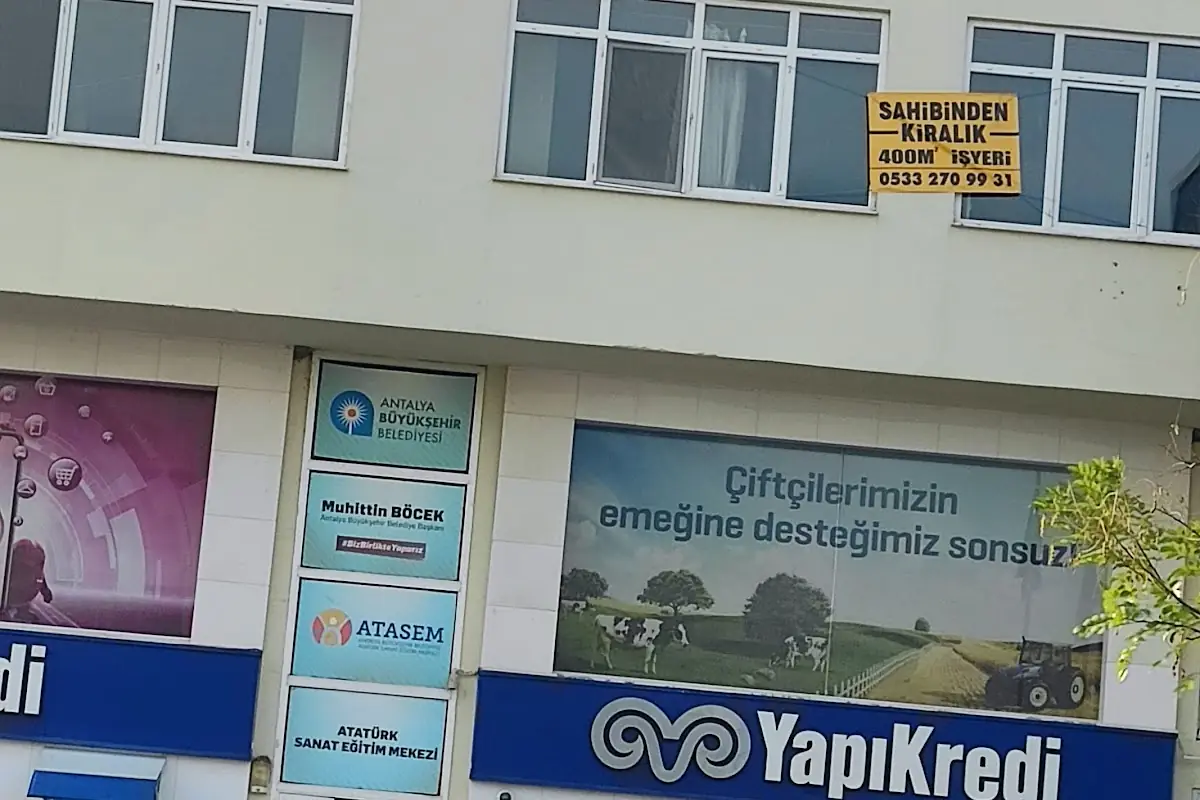 SAHİBİNDEN
KİRALIK
400M² İŞYERİ
0533 270 99 31
ANTALYA
BÜYÜKŞEHİR
BELEDİYESİ
Muhittin BÖCEK
Antalya Büyükşehir Belediye Başkanı
#BizBirlikteYaparız
ATASEM
ATATÜRK
SANAT EĞİTİM MEKEZİ
Çiftçilerimizin
emeğine desteğimiz sonsuz!
di
YapıKredi